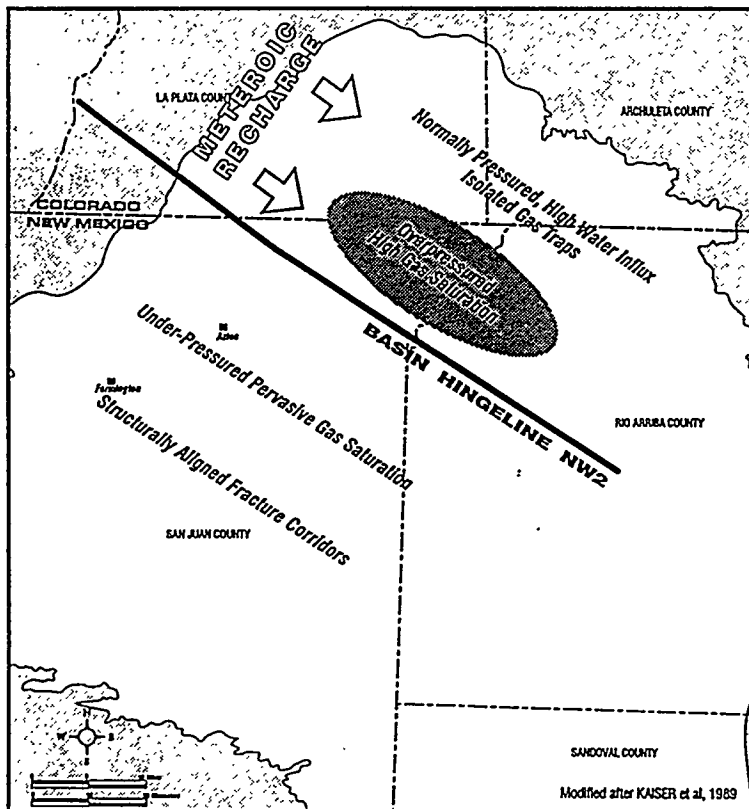 METEROIC
RECHARGE
LA PLATA COUNTY
ARCHULETA COUNTY
Normally Pressured, High Water Influx
Isolated Gas Traps
COLORADO
NEW MEXICO
Overpressured
High Gas Saturation
BASIN HINGELINE NW2
Aztec
Farmington
Under-Pressured Pervasive Gas Saturation
Structurally Aligned Fracture Corridors
RIO ARRIBA COUNTY
SAN JUAN COUNTY
N
W
E
S
SANDOVAL COUNTY
Modified after KAISER et al, 1989